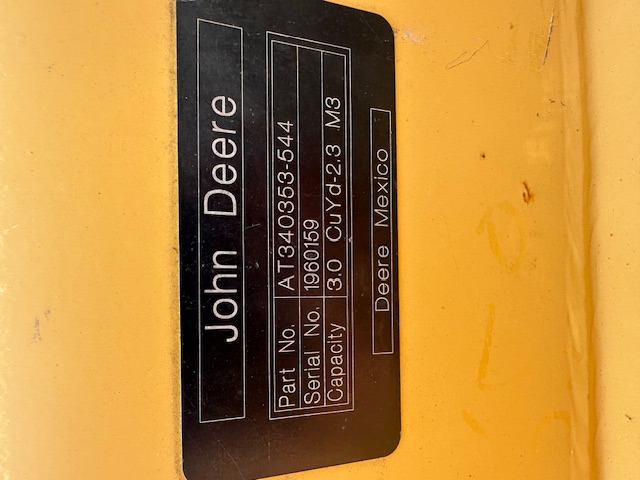 John Deere
Part No. AT340353-544
Serial No. 1960159
Capacity 3.0 CuYd-2.3 M3
Deere Mexico